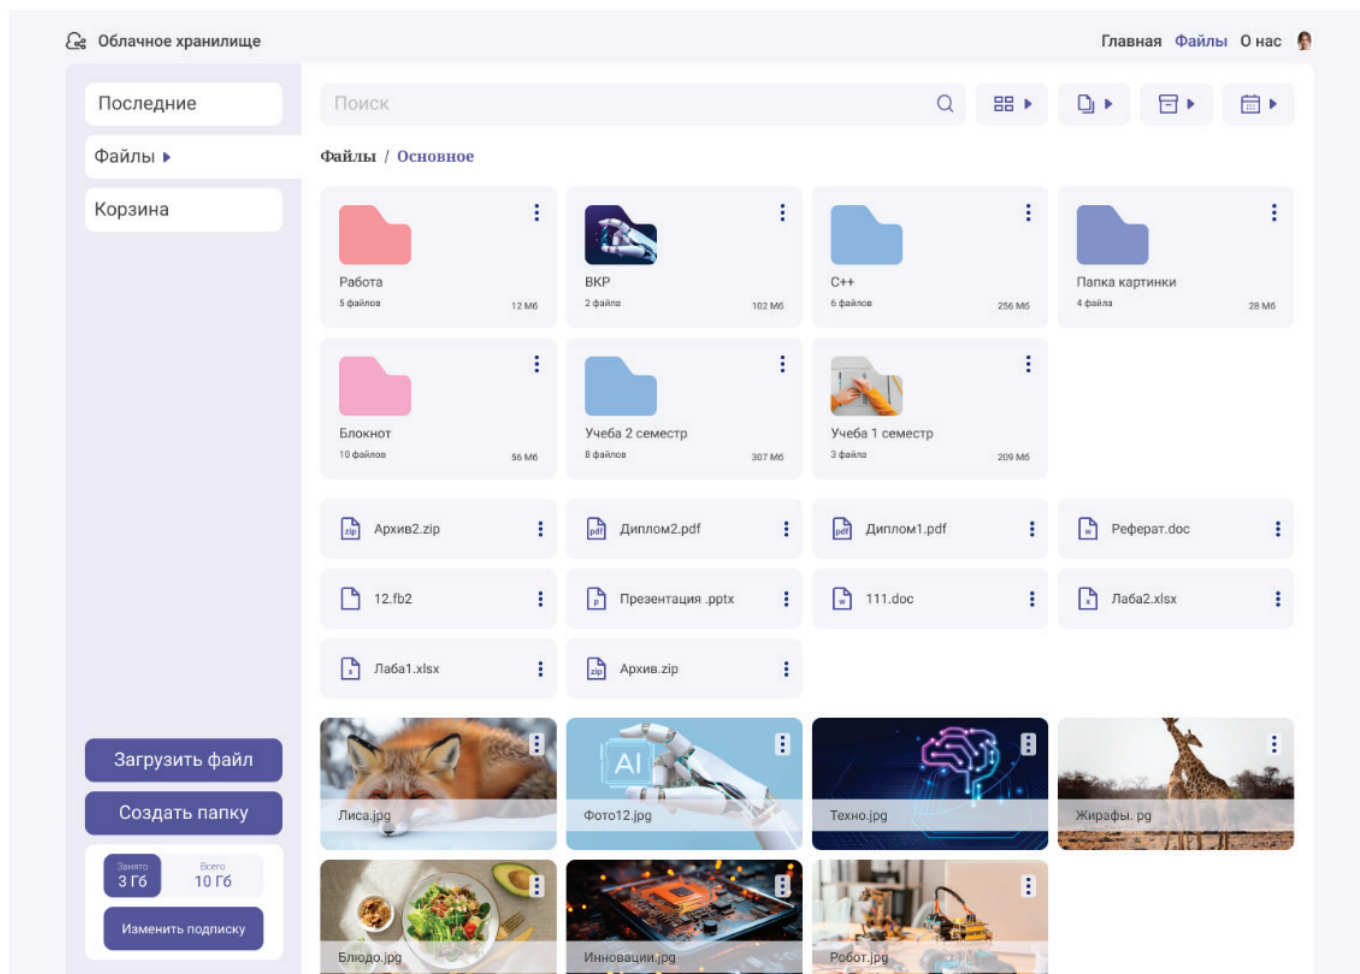 Облачное хранилище
Главная Файлы О нас
Последние
Файлы
Корзина
Поиск
Файлы / Основное
Работа
5 файлов 12 Мб
ВКР
2 файла 102 Мб
C++
6 файлов 256 Мб
Папка картинки
4 файла 28 Мб
Блокнот
10 файлов 56 Мб
Учеба 2 семестр
8 файлов 307 Мб
Учеба 1 семестр
3 файла 209 Мб
zip Архив2.zip
pdf Диплом2.pdf
pdf Диплом1.pdf
w Реферат.doc
12.fb2
p Презентация .pptx
w 111.doc
x Лаба2.xlsx
x Лаба1.xlsx
zip Архив.zip
Лиса.jpg
AI
Фото12.jpg
Техно.jpg
Жирафы. pg
Блюдо.jpg
Инновации.jpg
Робот.jpg
Загрузить файл
Создать папку
Занято Всего
3 Гб 10 Гб
Изменить подписку